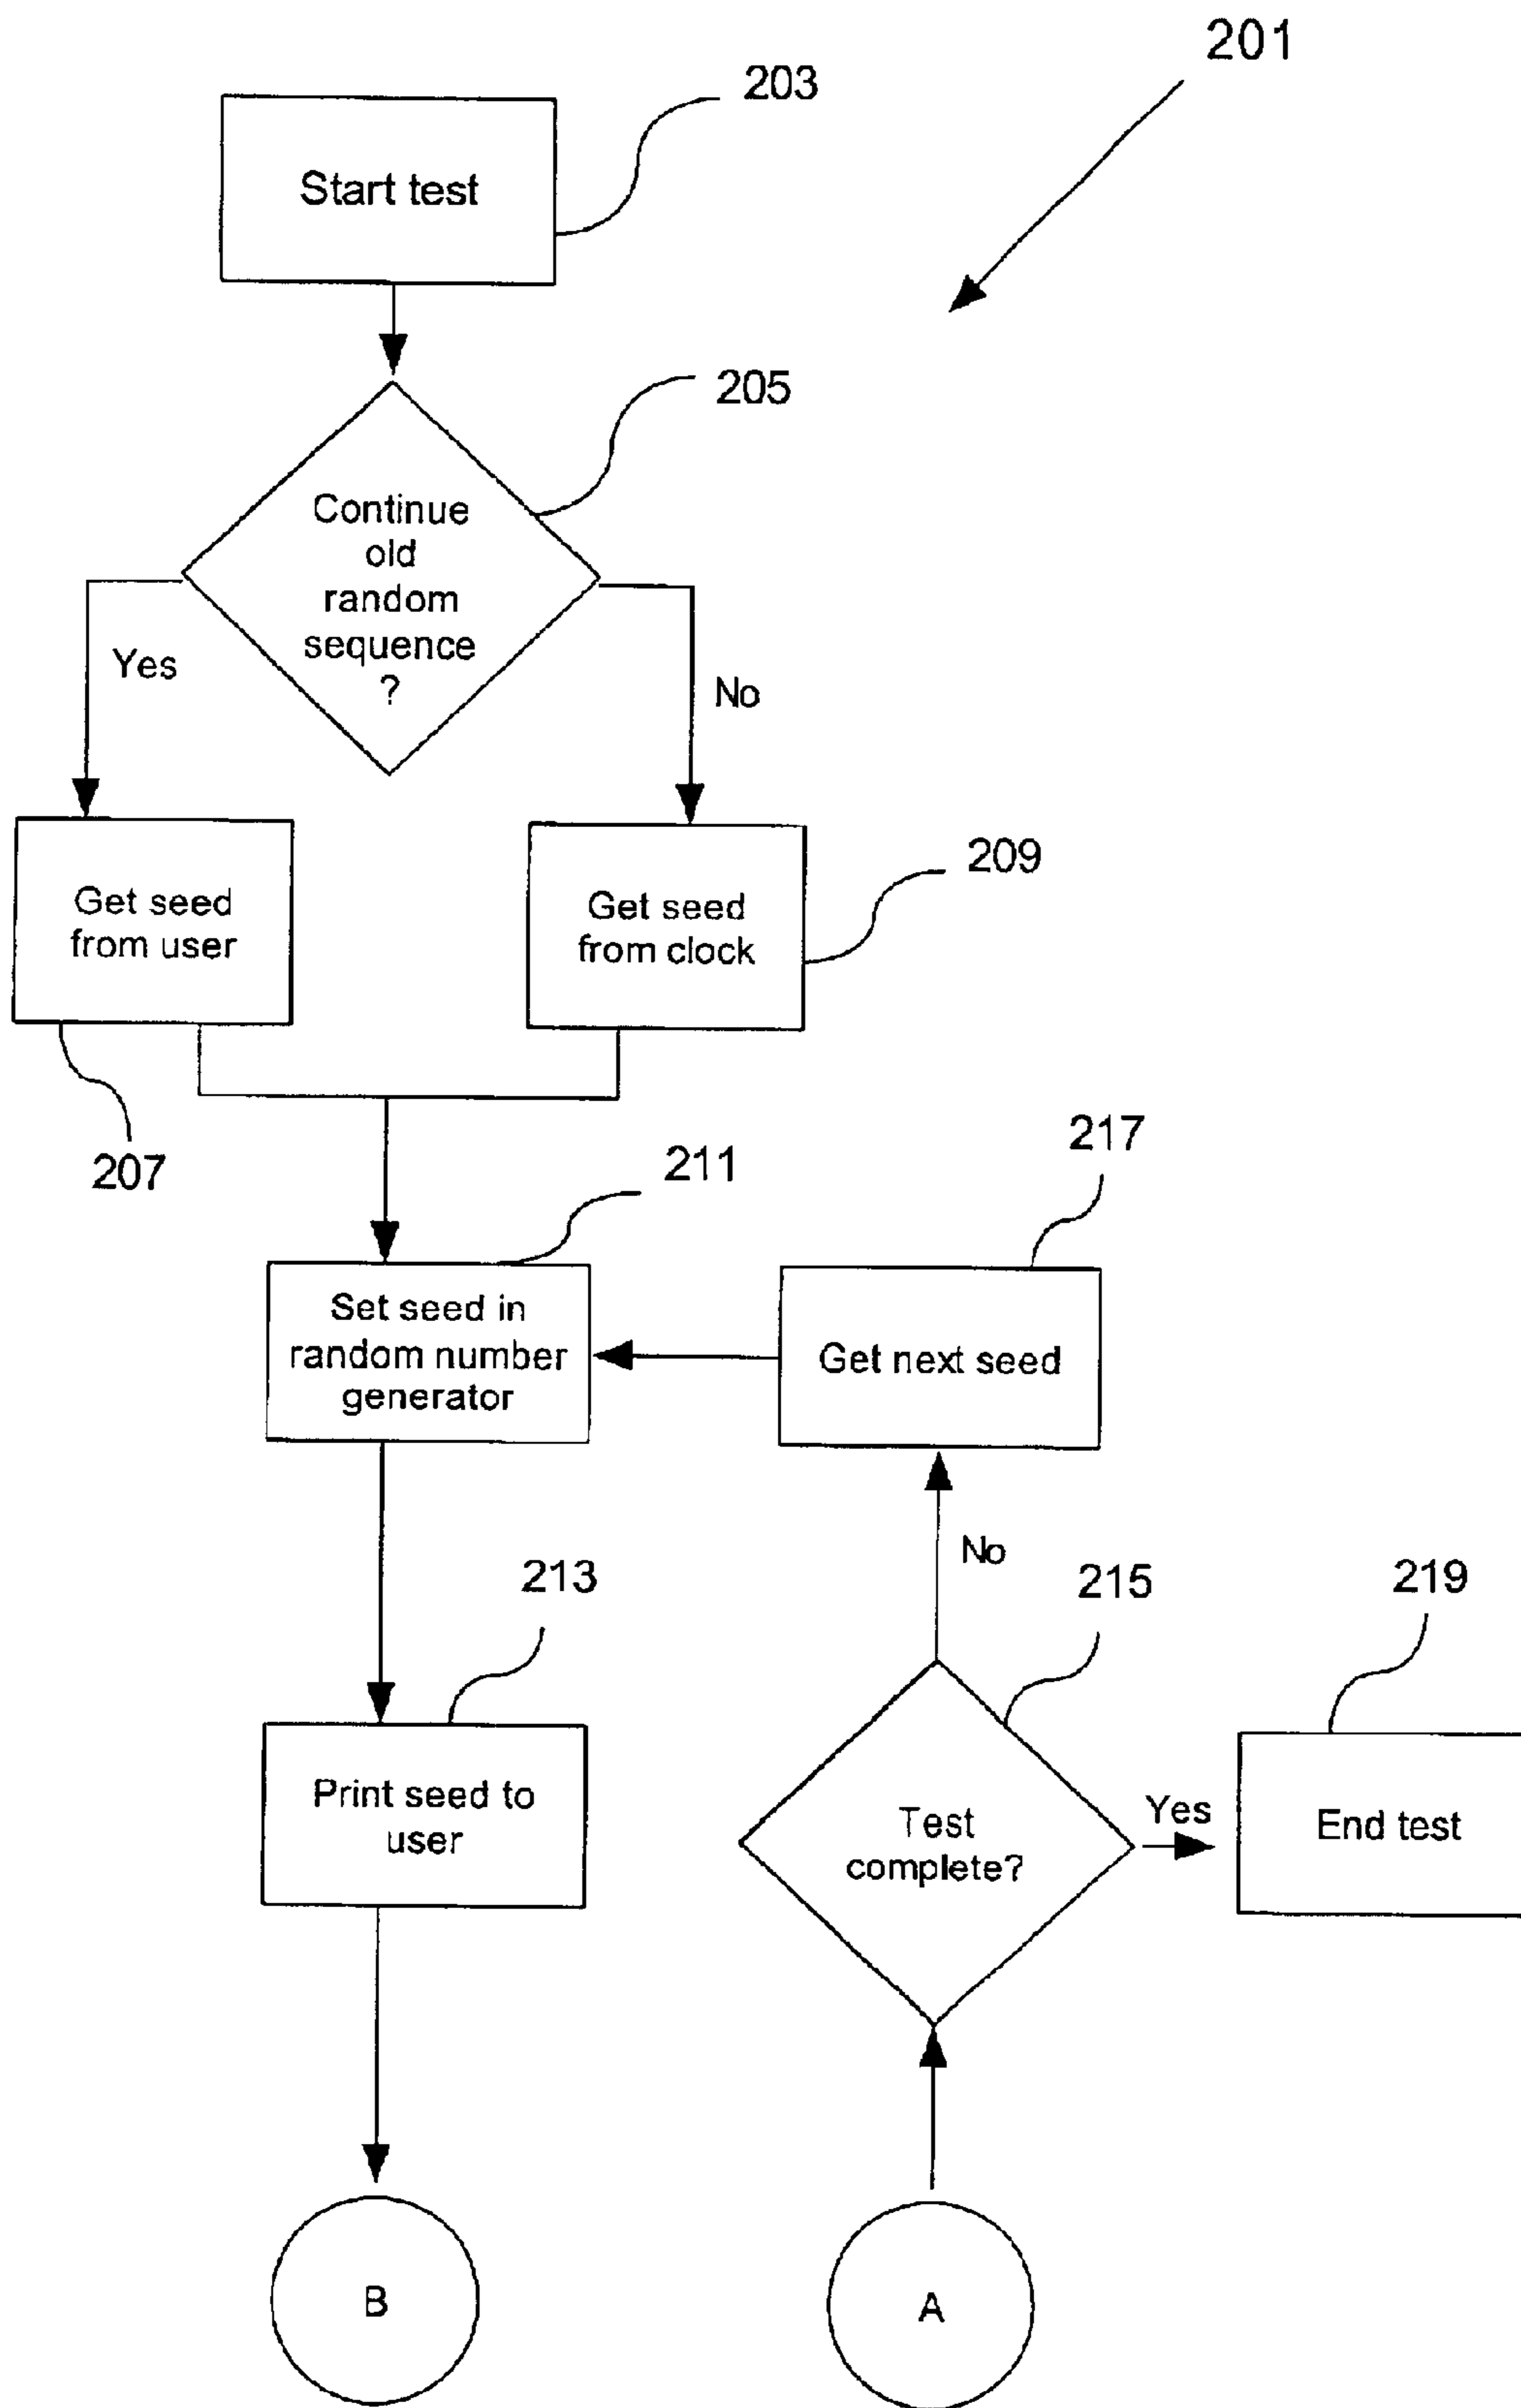 201
203
Start test
205
Continue
old
random
sequence
?
Yes
No
Get seed
from user
209
Get seed
from clock
207
211
217
Set seed in
random number
generator
Get next seed
No
213
215
219
Print seed to
user
Test
complete?
Yes
End test
B
A